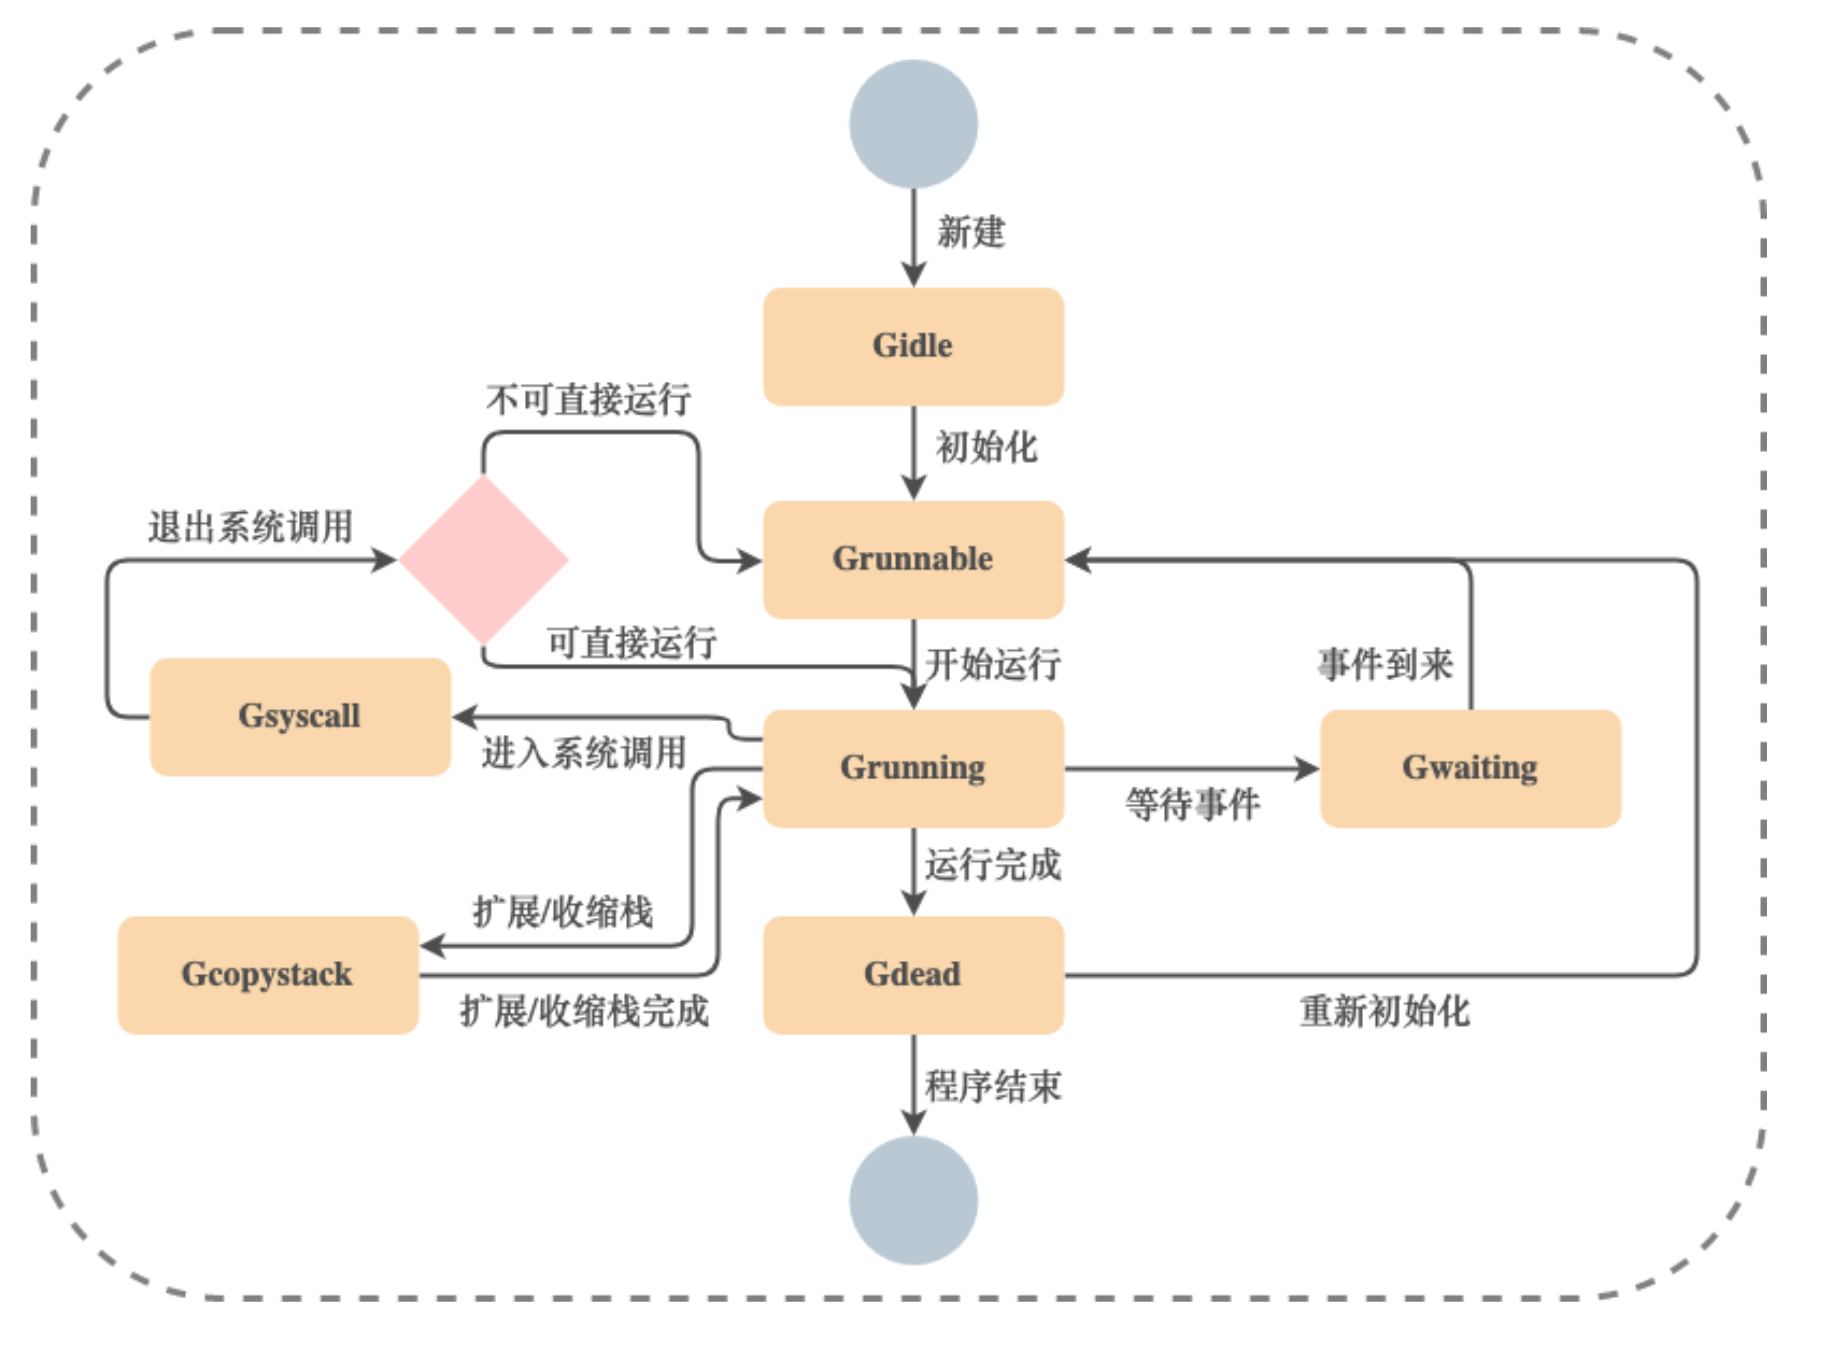 新建
Gidle
不可直接运行
初始化
退出系统调用
Grunnable
可直接运行
开始运行
事件到来
Gsyscall
进入系统调用
Grunning
Gwaiting
等待事件
运行完成
扩展/收缩栈
Gcopystack
Gdead
扩展/收缩栈完成
重新初始化
程序结束